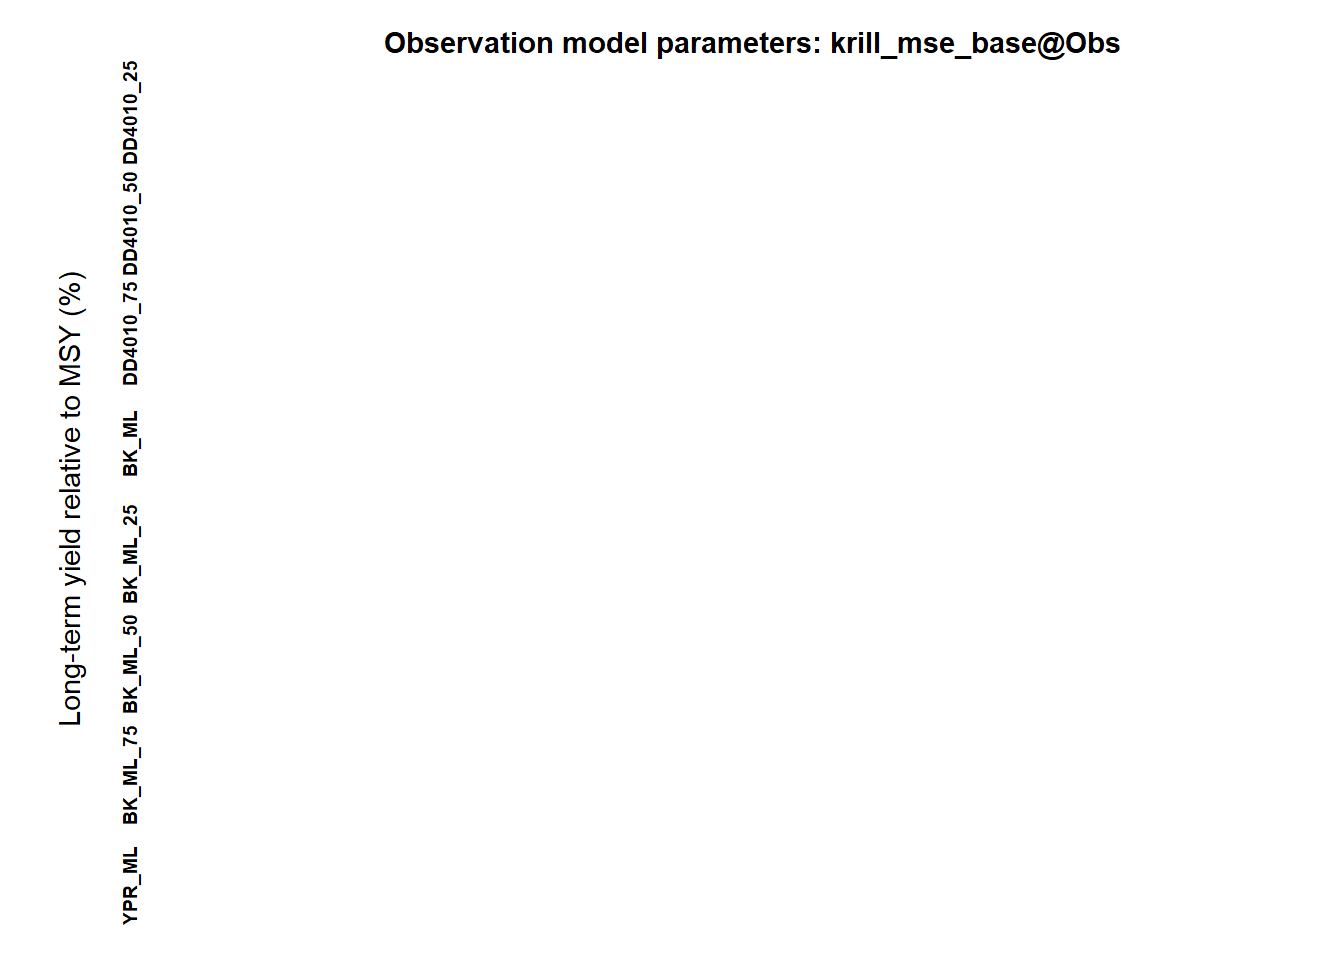 Observation model parameters: krill_mse_base@Obs
Long-term yield relative to MSY (%)
DD4010_25
DD4010_50
DD4010_75
BK_ML
BK_ML_25
BK_ML_50
BK_ML_75
YPR_ML